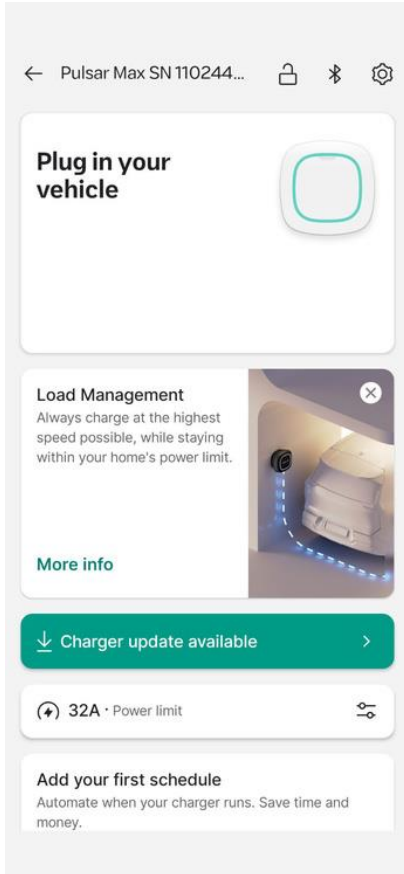 Pulsar Max SN 110244...
Plug in your
vehicle
Load Management
Always charge at the highest
speed possible, while staying
within your home's power limit.
More info
Charger update available
32A · Power limit
Add your first schedule
Automate when your charger runs. Save time and
money.